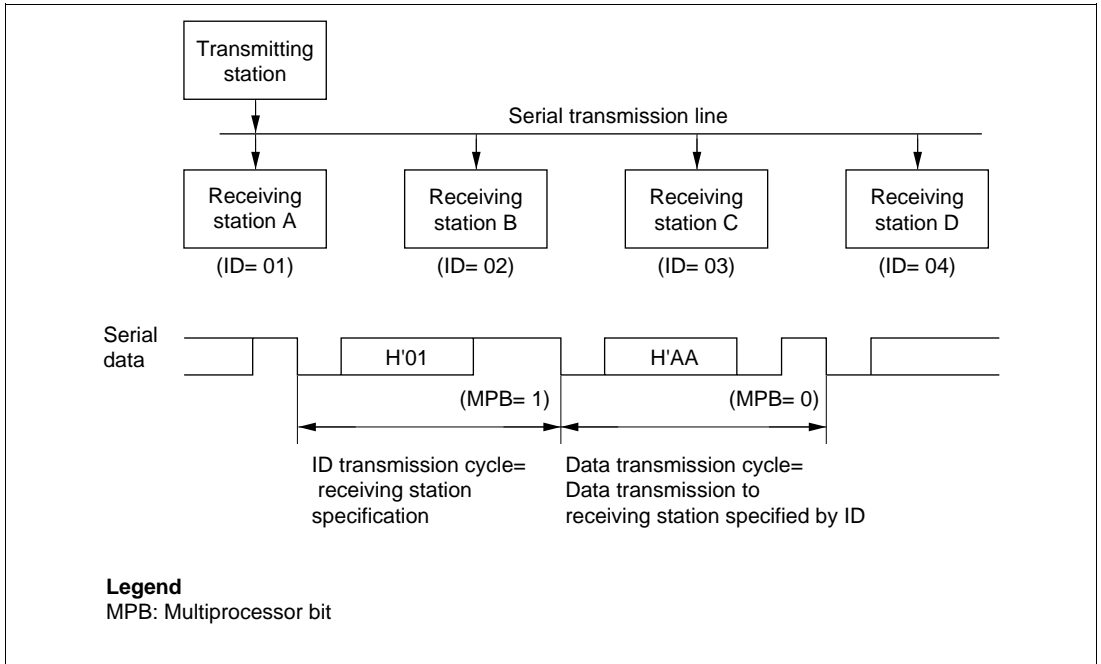 Transmitting
station
Serial transmission line
Receiving
station A
Receiving
station B
Receiving
station C
Receiving
station D
(ID= 01)
(ID= 02)
(ID= 03)
(ID= 04)
Serial
data
H'01
H'AA
(MPB= 1)
(MPB= 0)
ID transmission cycle=
receiving station
specification
Data transmission cycle=
Data transmission to
receiving station specified by ID
Legend
MPB: Multiprocessor bit